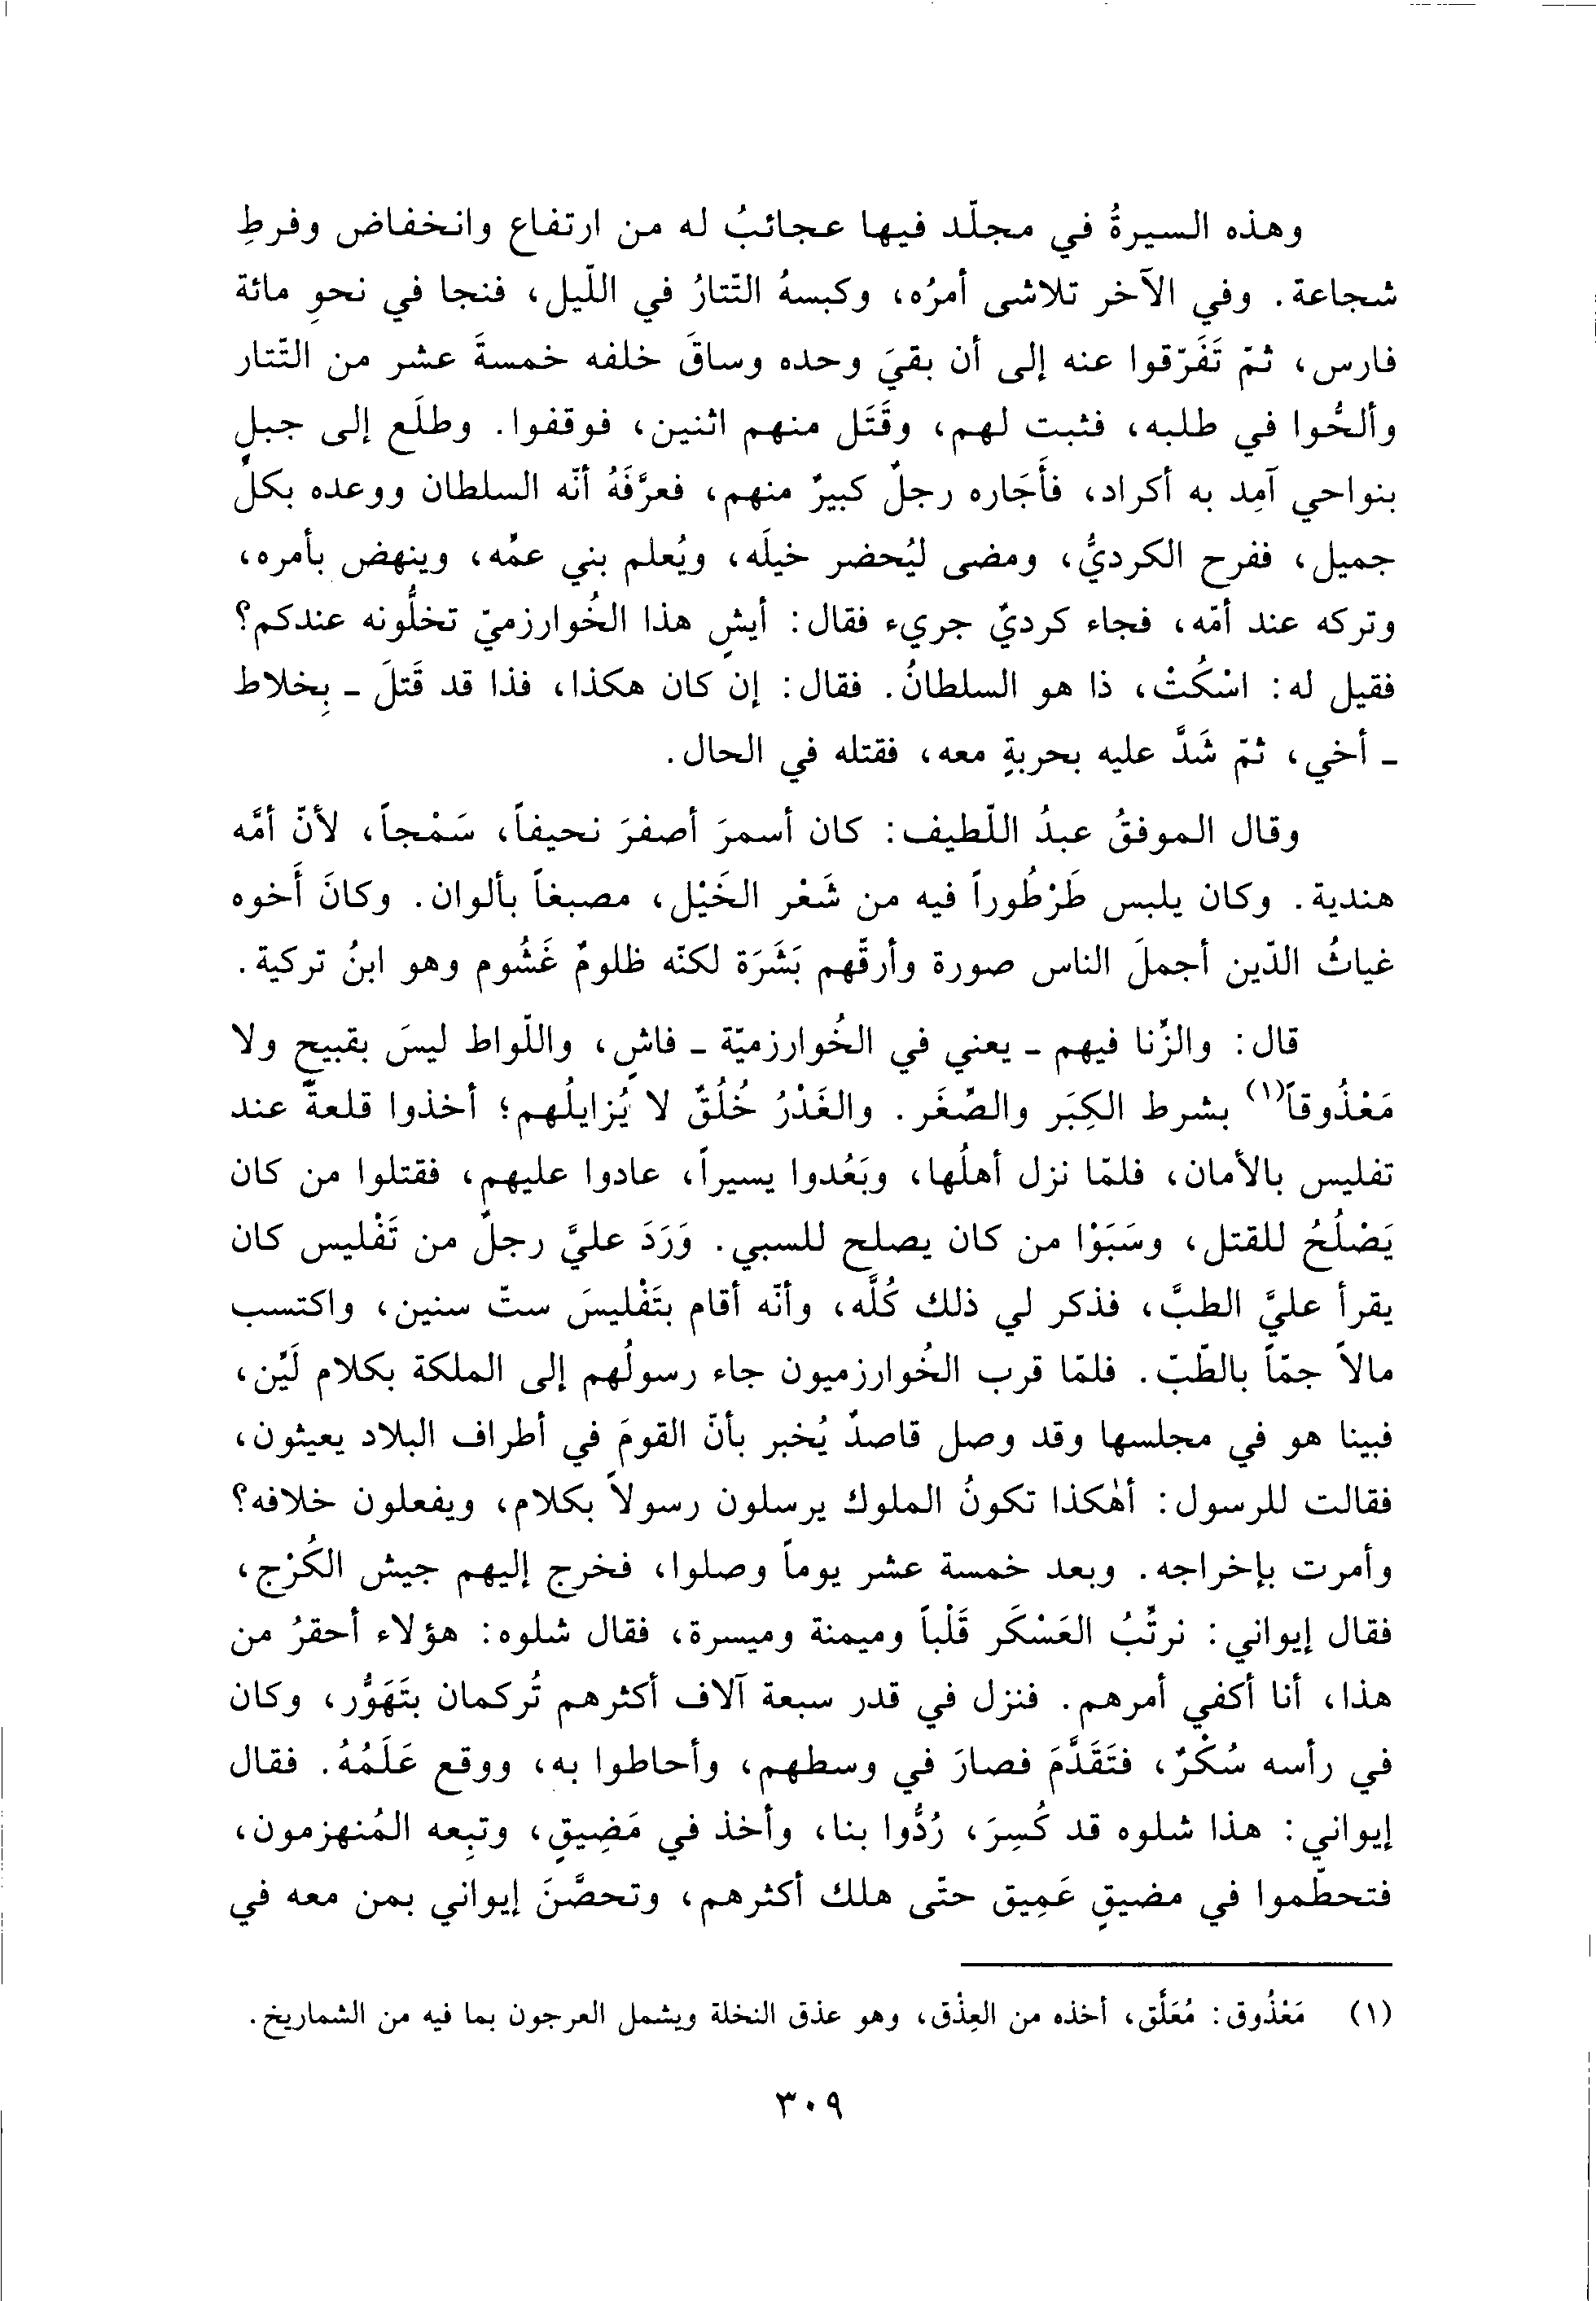 وهذه السيرةُ في مجلّد فيها عجائبُ له من ارتفاع وانخفاض وفرطِ
شجاعة. وفي الآخر تلاشى أمرُه، وكبسهُ التّتارُ في اللّيل، فنجا في نحوِ مائة
فارس، ثمّ تَفَرّقوا عنه إلى أن بقيَ وحده وساقَ خلفه خمسةَ عشر من التّتار
وألحُّوا في طلبه، فثبت لهم، وقَتَل منهم اثنين، فوقفوا. وطلَع إلى جبلٍ
بنواحي آمِد به أكراد، فأَجَاره رجلٌ كبيرٌ منهم، فعرَّفَهُ أنّه السلطان ووعده بكلِّ
جميل، ففرح الكرديُّ، ومضى ليُحضر خيلَه، ويُعلم بني عمِّه، وينهض بأمره،
وتركه عند أمّه، فجاء كرديٌّ جريء فقال: أيشٍ هذا الخُوارزميّ تخلُّونه عندكم؟
فقيل له: اسْكُتْ، ذا هو السلطانُ. فقال: إن كان هكذا، فذا قد قَتلَ ـ بِخلاط
ـ أخي، ثمّ شَدَّ عليه بحربةٍ معه، فقتله في الحال.
وقال الموفقُ عبدُ اللّطيف: كان أسمرَ أصفرَ نحيفاً، سَمْجاً، لأنّ أمَّه
هندية. وكان يلبس طَرْطُوراً فيه من شَعْر الخَيْل، مصبغاً بألوان. وكانَ أَخوه
غياثُ الدّين أجملَ الناس صورة وأرقَّهم بَشَرَة لكنّه ظلومٌ غَشُوم وهو ابنُ تركية.
قال: والزِّنا فيهم ـ يعني في الخُوارزميّة ـ فاشٍ، واللّواط ليسَ بقبيحٍ ولا
مَعْذُوقاً(١) بشرط الكِبَر والصِّغَر. والغَدْرُ خُلُقٌ لا يُزايلُهم؛ أخذوا قلعةً عند
تفليس بالأمان، فلمّا نزل أهلُها، وبَعُدوا يسيراً، عادوا عليهم، فقتلوا من كان
يَصْلُحُ للقتل، وسَبَوْا من كان يصلح للسبي. وَرَدَ عليَّ رجلٌ من تَفْليس كان
يقرأ عليَّ الطبَّ، فذكر لي ذلك كُلَّه، وأنّه أقام بتَفْليسَ ستّ سنين، واكتسب
مالاً جمّاً بالطّبّ. فلمّا قرب الخُوارزميون جاء رسولُهم إلى الملكة بكلام لَيِّن،
فبينا هو في مجلسها وقد وصل قاصدٌ يُخبر بأنّ القومَ في أطراف البلاد يعيثون،
فقالت للرسول: أهٰكذا تكونُ الملوك يرسلون رسولاً بكلام، ويفعلون خلافه؟
وأمرت بإخراجه. وبعد خمسة عشر يوماً وصلوا، فخرج إليهم جيش الكُرْج،
فقال إيواني: نرتِّبُ العَسْكَر قَلْباً وميمنة وميسرة، فقال شلوه: هؤلاء أحقرُ من
هذا، أنا أكفي أمرهم. فنزل في قدر سبعة آلاف أكثرهم تُركمان بتَهَوُّر، وكان
في رأسه سُكْرٌ، فتَقَدَّمَ فصارَ في وسطهم، وأحاطوا به، ووقع عَلَمُهُ. فقال
إيواني: هذا شلوه قد كُسِرَ، رُدُّوا بنا، وأخذ في مَضِيقٍ، وتبِعه المُنهزمون،
فتحطّموا في مضيقٍ عَمِيق حتّى هلك أكثرهم، وتحصَّنَ إيواني بمن معه في
(١) مَعْذُوق: مُعَلَّق، أخذه من العِذْق، وهو عذق النخلة ويشمل العرجون بما فيه من الشماريخ.
٣٠٩